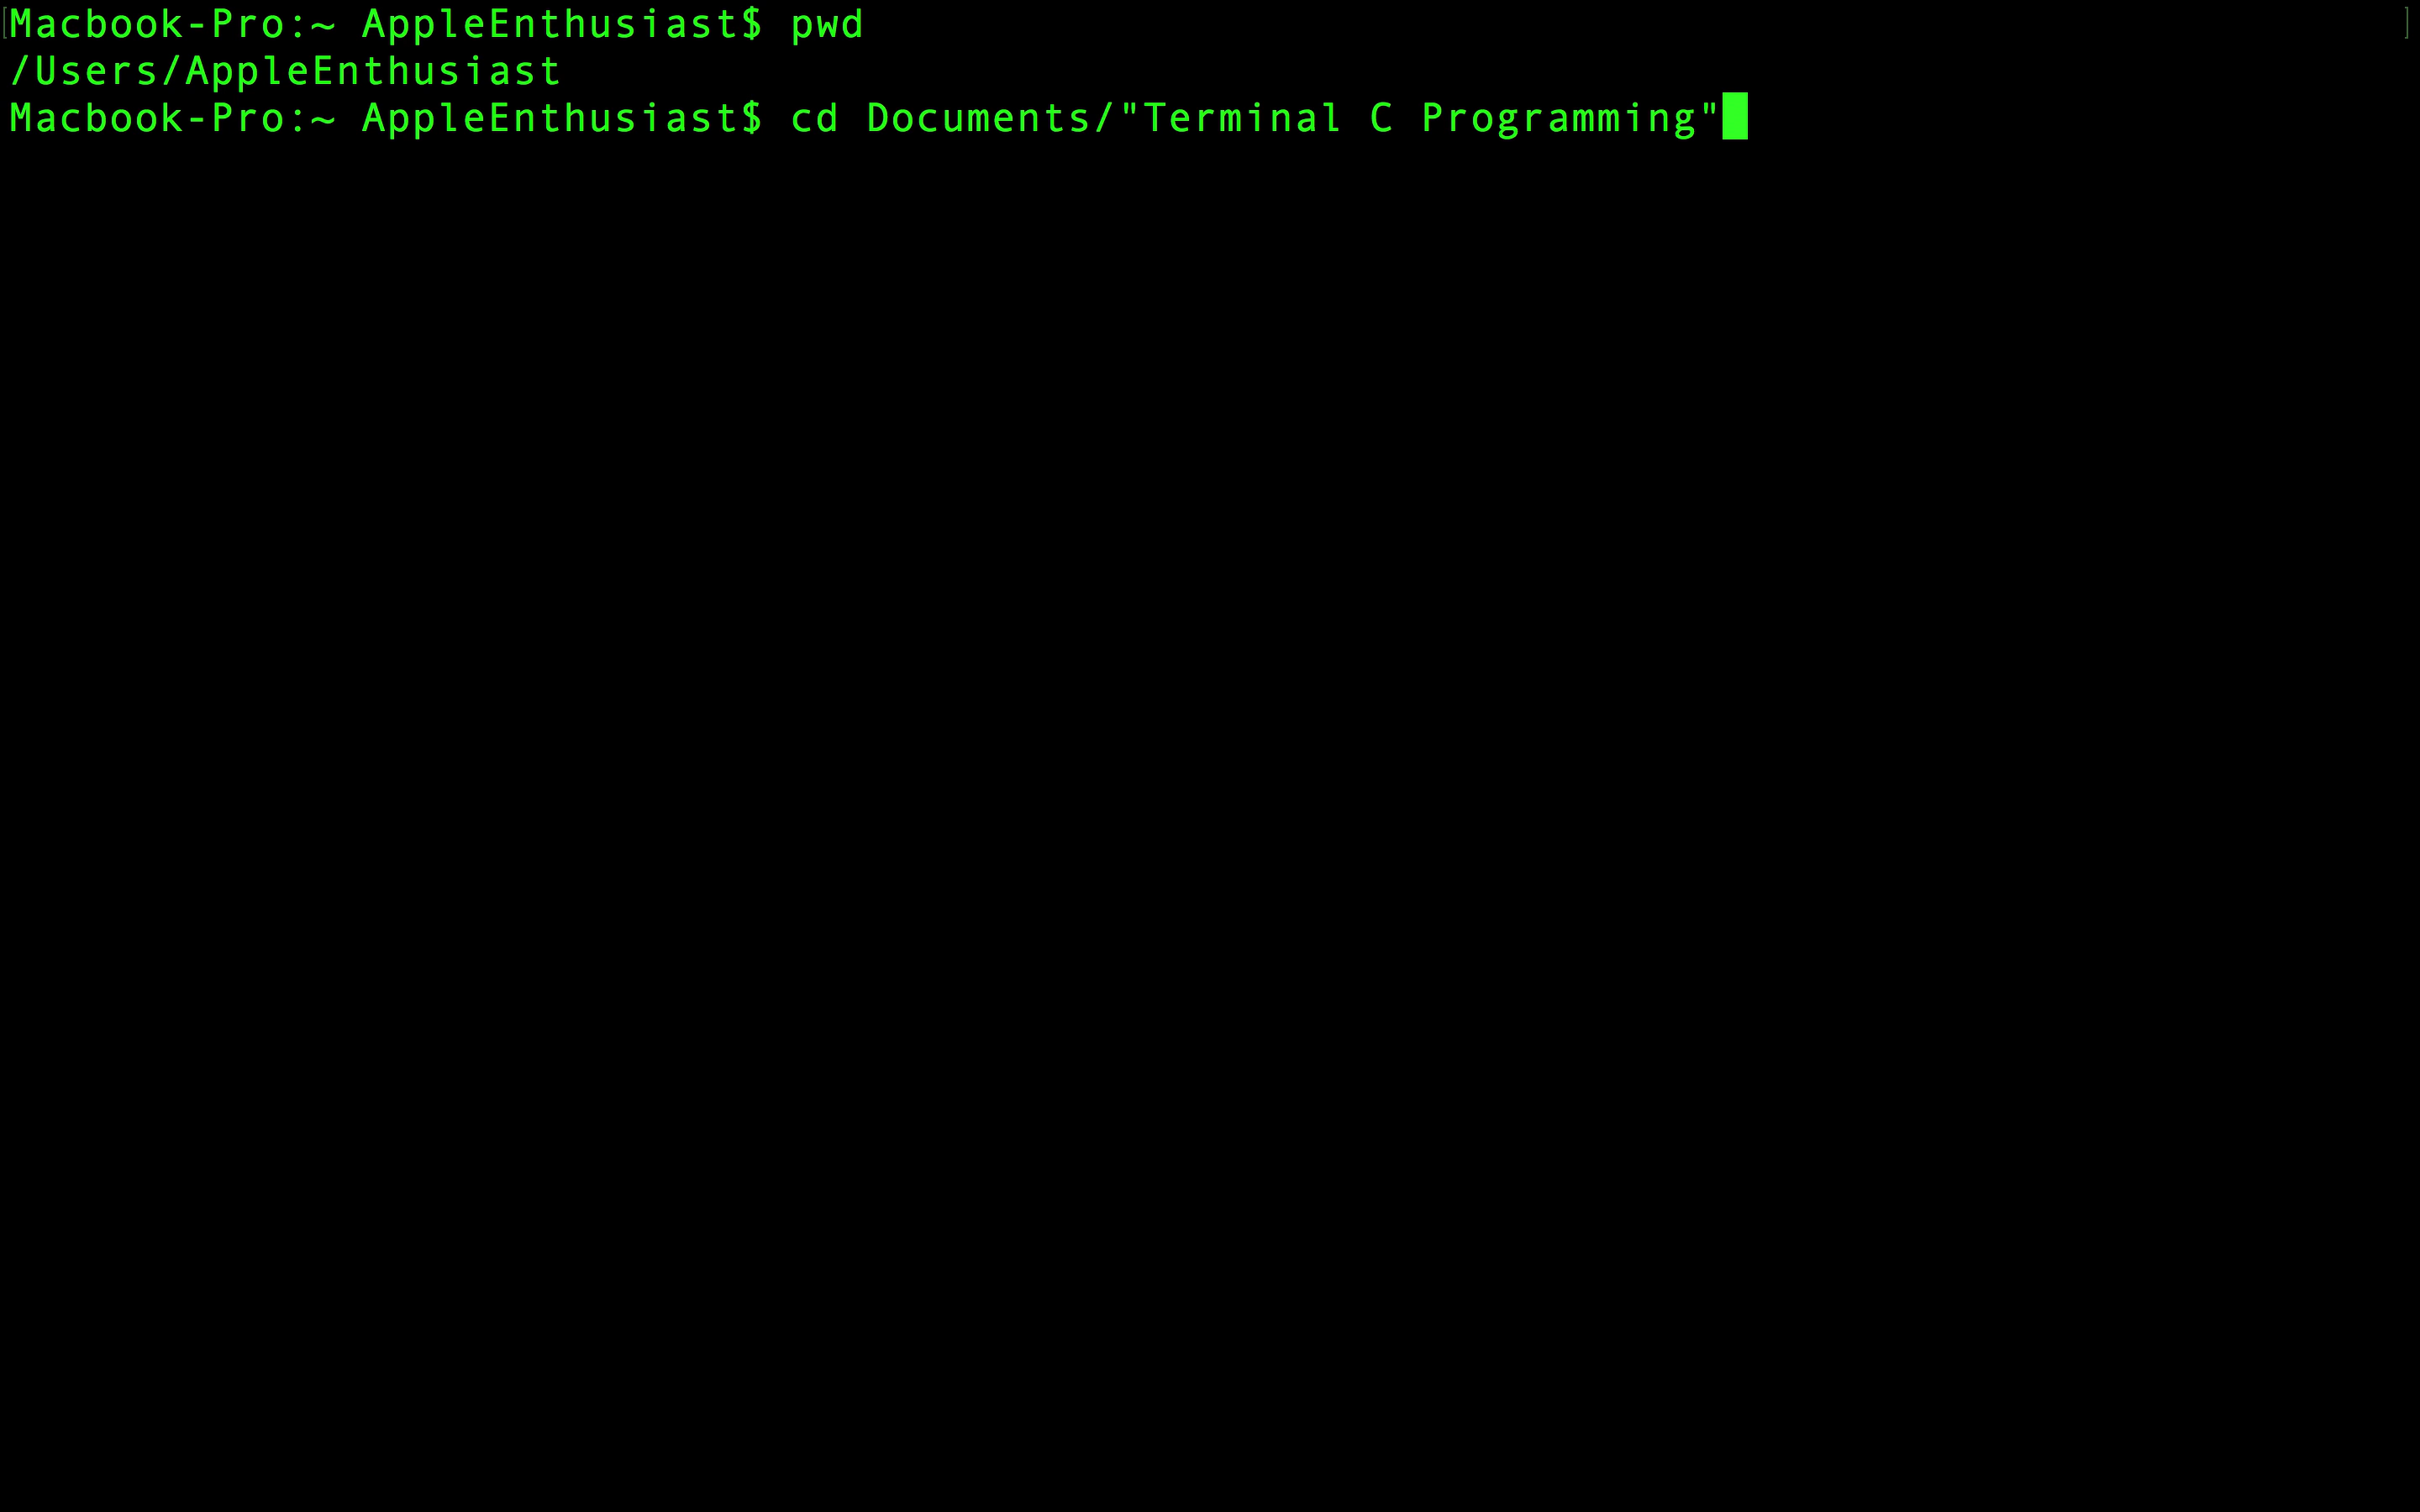 [Macbook-Pro:~ AppleEnthusiast$ pwd ]
/Users/AppleEnthusiast
Macbook-Pro:~ AppleEnthusiast$ cd Documents/"Terminal C Programming"